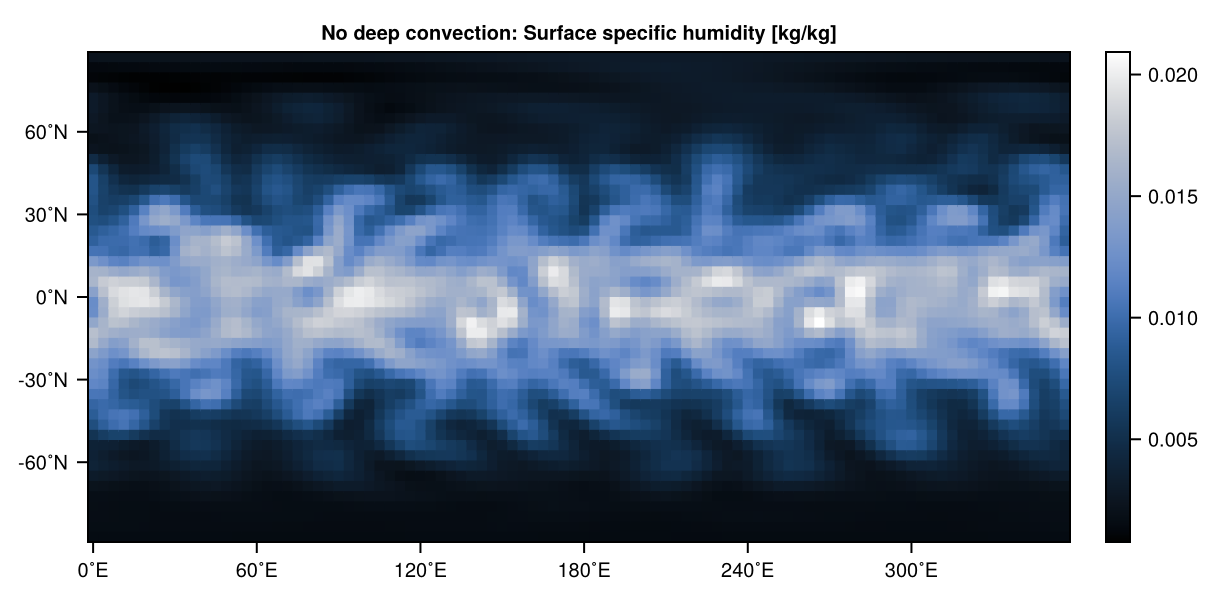 No deep convection: Surface specific humidity [kg/kg]
60˚N
30˚N
0˚N
-30˚N
-60˚N
0˚E
60˚E
120˚E
180˚E
240˚E
300˚E
0.020
0.015
0.010
0.005